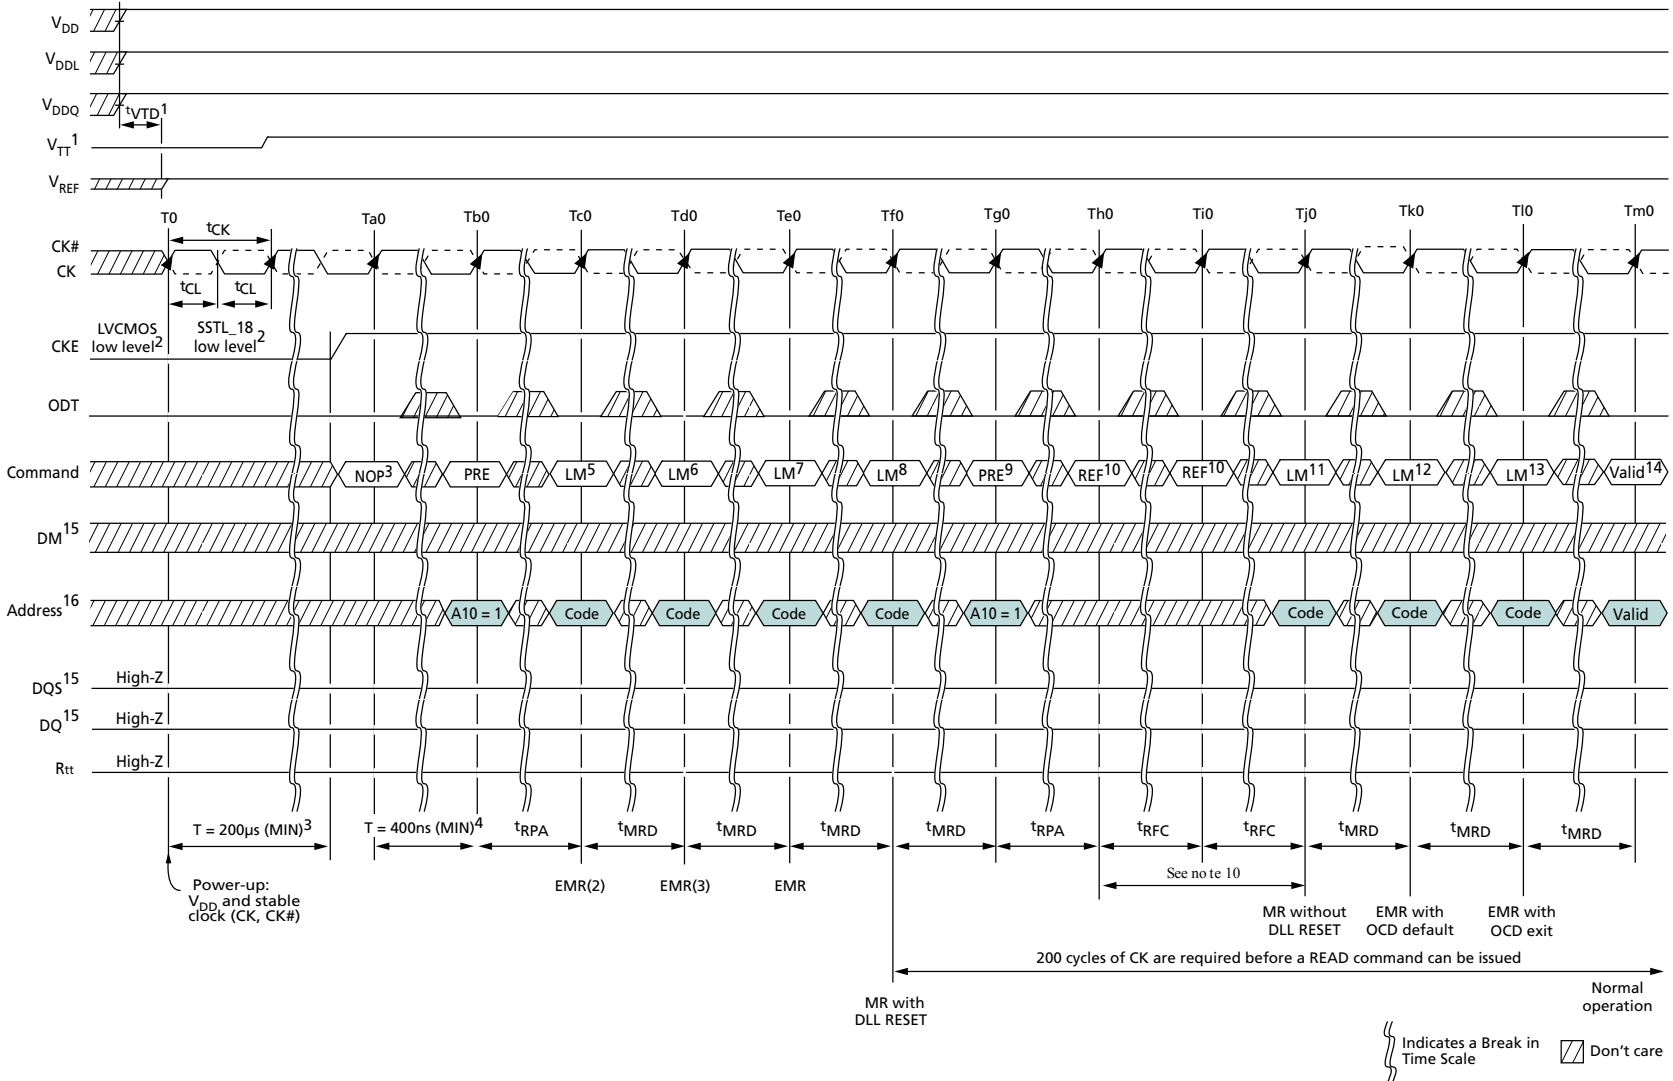 VDD
VDDL
VDDQ
tVTD1
VTT1
VREF
T0 Ta0 Tb0 Tc0 Td0 Te0 Tf0 Tg0 Th0 Ti0 Tj0 Tk0 Tl0 Tm0
tCK
CK#
CK
tCL tCL
LVCMOS low level2
SSTL_18 low level2
CKE
ODT
Command NOP3 PRE LM5 LM6 LM7 LM8 PRE9 REF10 REF10 LM11 LM12 LM13 Valid14
DM15
Address16 A10 = 1 Code Code Code Code A10 = 1 Code Code Code Valid
DQS15 High-Z
DQ15 High-Z
Rtt High-Z
T = 200µs (MIN)3 T = 400ns (MIN)4 tRPA tMRD tMRD tMRD tMRD tRPA tRFC tRFC tMRD tMRD tMRD
Power-up:
VDD and stable
clock (CK, CK#)
EMR(2) EMR(3) EMR
See note 10
MR without
DLL RESET
EMR with
OCD default
EMR with
OCD exit
200 cycles of CK are required before a READ command can be issued
MR with
DLL RESET
Normal
operation
Indicates a Break in
Time Scale
Don't care